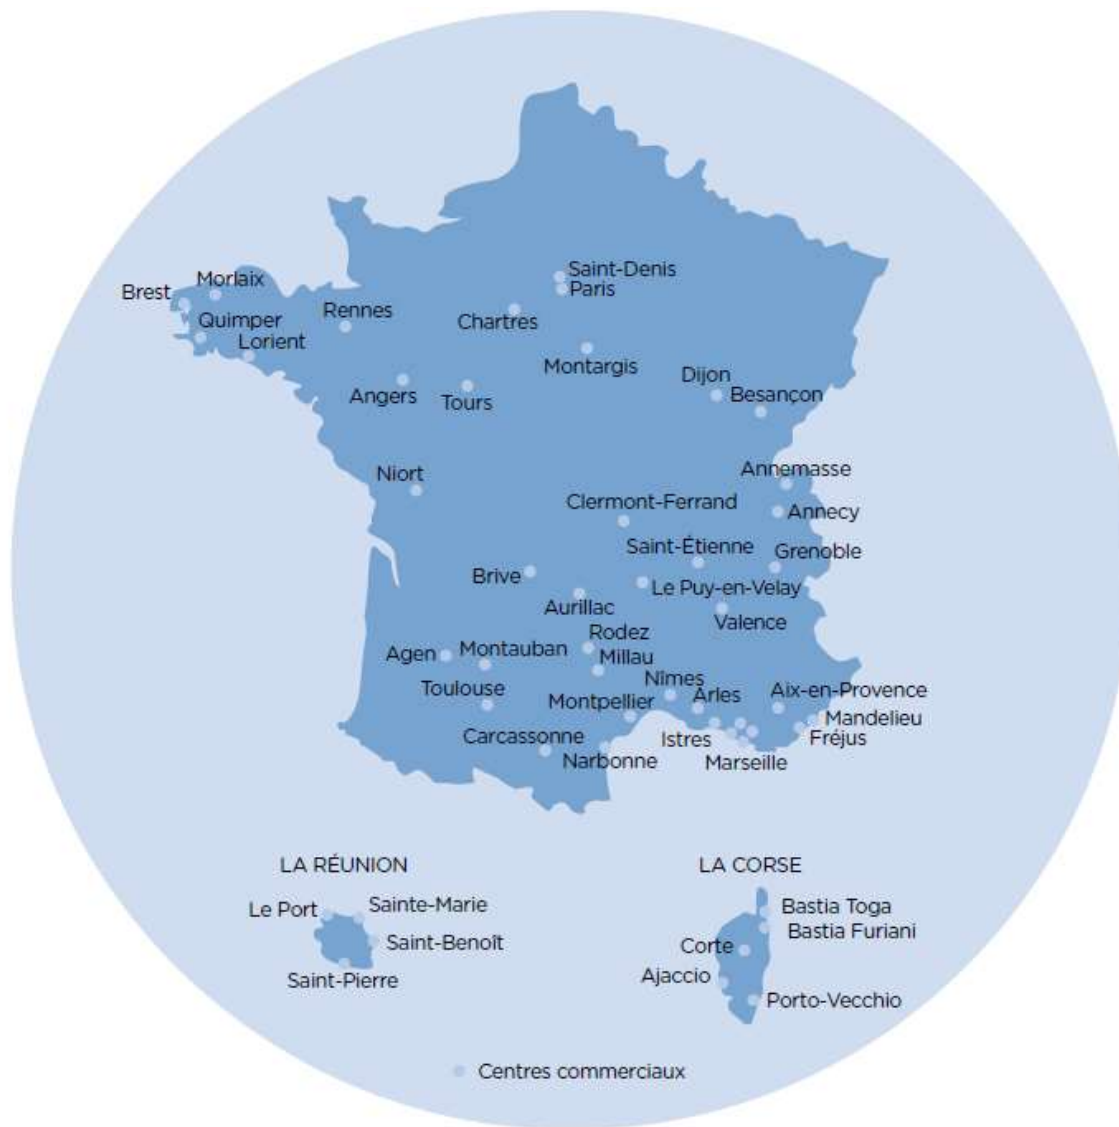 Saint-Denis
Paris
Morlaix
Brest
Rennes
Chartres
Quimper
Lorient
Montargis
Dijon
Besançon
Angers
Tours
Niort
Annemasse
Clermont-Ferrand
Annecy
Saint-Étienne
Grenoble
Brive
Le Puy-en-Velay
Aurillac
Valence
Rodez
Agen
Montauban
Millau
Nîmes
Toulouse
Montpellier
Arles
Aix-en-Provence
Mandelieu
Carcassonne
Istres
Fréjus
Narbonne
Marseille
LA RÉUNION
Le Port
Sainte-Marie
Saint-Benoît
Saint-Pierre
LA CORSE
Bastia Toga
Bastia Furiani
Corte
Ajaccio
Porto-Vecchio
Centres commerciaux